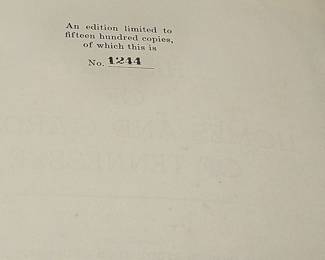 An edition limited to
fifteen hundred copies,
of which this is
No. 1244